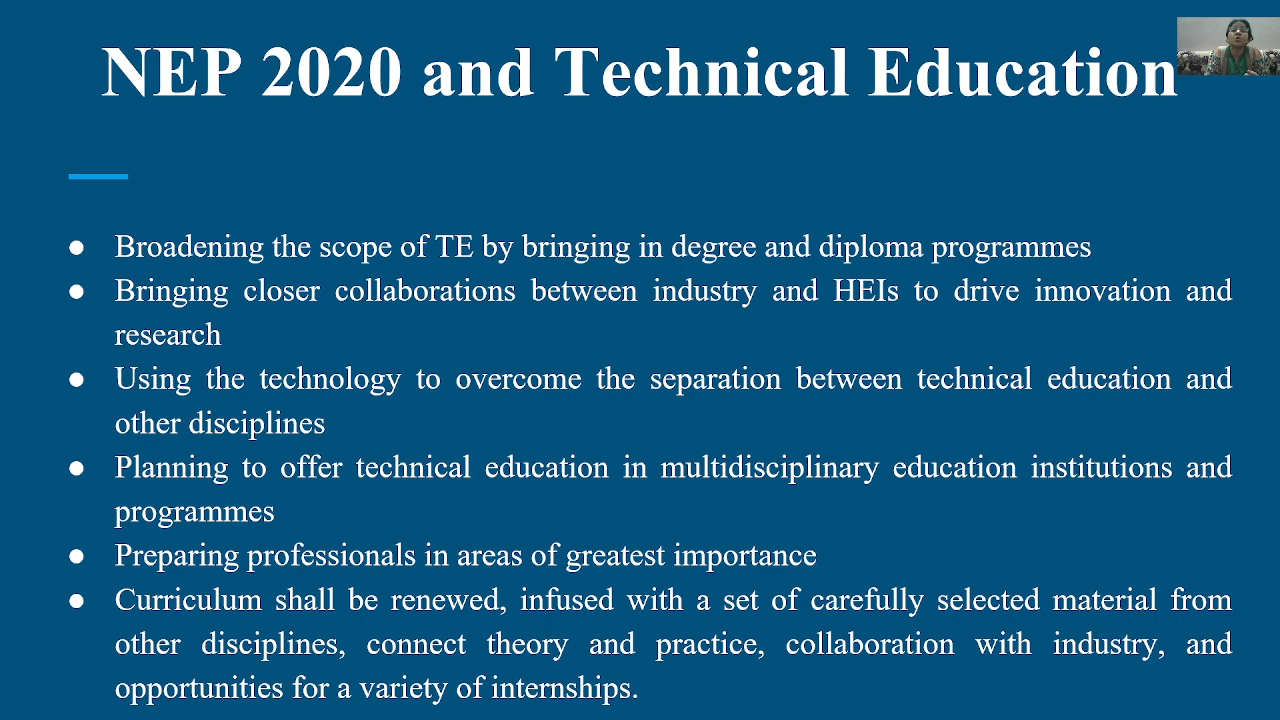 NEP 2020 and Technical Education
● Broadening the scope of TE by bringing in degree and diploma programmes
● Bringing closer collaborations between industry and HEIs to drive innovation and
research
● Using the technology to overcome the separation between technical education and
other disciplines
● Planning to offer technical education in multidisciplinary education institutions and
programmes
● Preparing professionals in areas of greatest importance
● Curriculum shall be renewed, infused with a set of carefully selected material from
other disciplines, connect theory and practice, collaboration with industry, and
opportunities for a variety of internships.